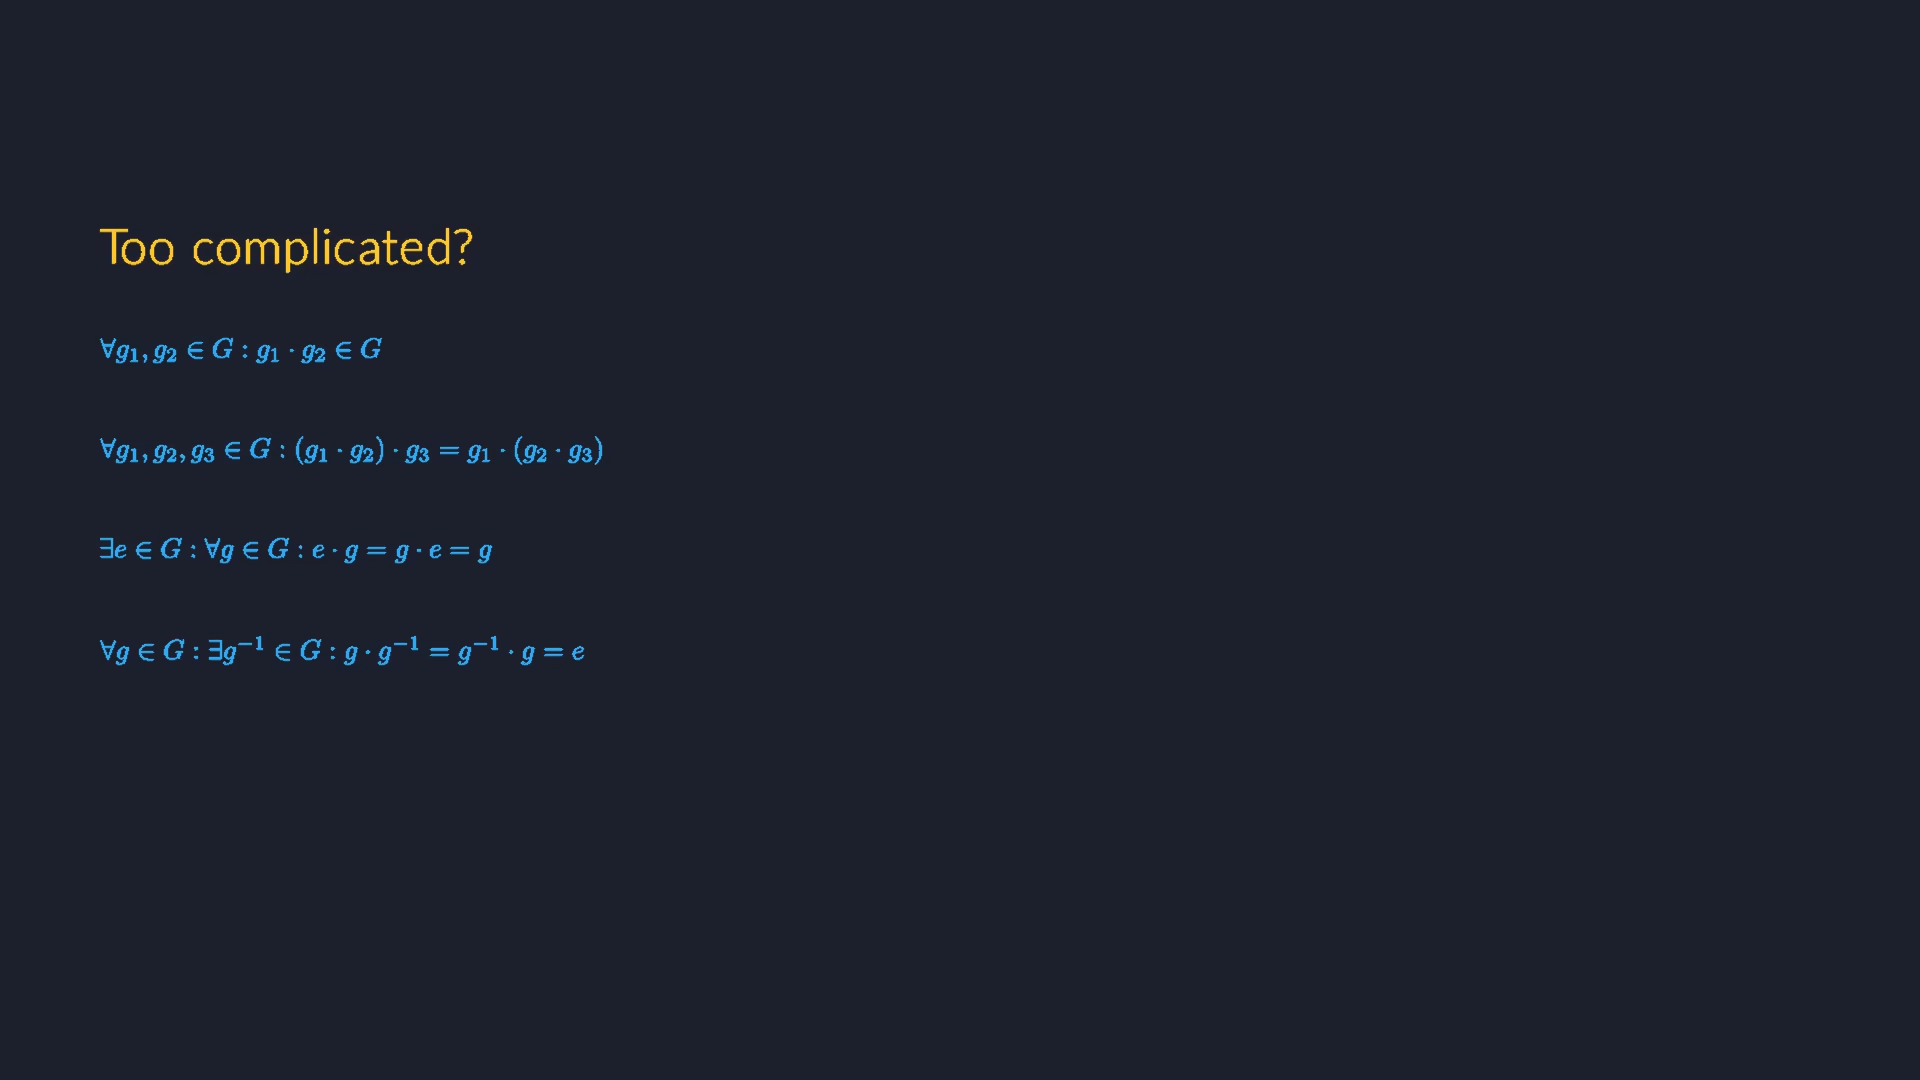 Too complicated?
∀g₁, g₂ ∈ G : g₁ · g₂ ∈ G
∀g₁, g₂, g₃ ∈ G : (g₁ · g₂) · g₃ = g₁ · (g₂ · g₃)
∃e ∈ G : ∀g ∈ G : e · g = g · e = g
∀g ∈ G : ∃g⁻¹ ∈ G : g · g⁻¹ = g⁻¹ · g = e